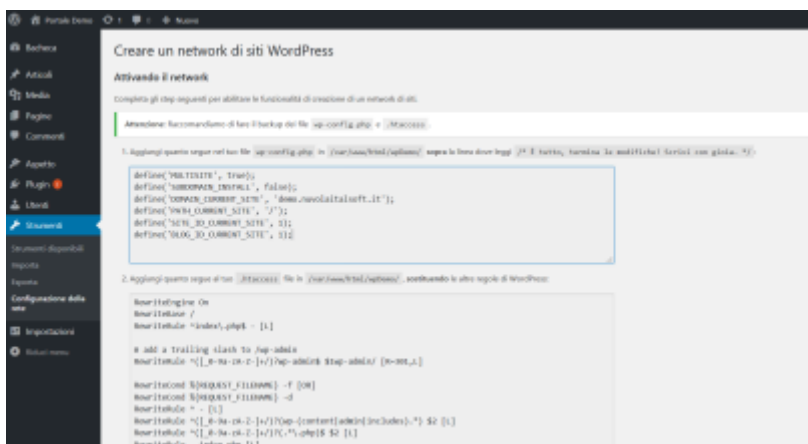 Portale Demo 1 Nuovo
Bacheca
Articoli
Media
Pagine
Commenti
Aspetto
Plugin
Utenti
Strumenti
Strumenti disponibili
Importa
Esporta
Configurazione della
rete
Impostazioni
Riduci menu
Creare un network di siti WordPress
Attivando il network
Completa gli step seguenti per abilitare le funzionalità di creazione di un network di siti.
Attenzione: Raccomandiamo di fare il backup dei file wp-config.php e .htaccess.
1. Aggiungi quanto segue nel tuo file wp-config.php in /var/www/html/wpDemo/ sopra la linea dove leggi /* È tutto, termina le modifiche! Scrivi con gioia. */:
define('MULTISITE', true);
define('SUBDOMAIN_INSTALL', false);
define('DOMAIN_CURRENT_SITE', 'demo.nuvolaitalsoft.it');
define('PATH_CURRENT_SITE', '/');
define('SITE_ID_CURRENT_SITE', 1);
define('BLOG_ID_CURRENT_SITE', 1);
2. Aggiungi quanto segue al tuo .htaccess file in /var/www/html/wpDemo/, sostituendo le altre regole di WordPress:
RewriteEngine On
RewriteBase /
RewriteRule ^index\.php$ - [L]
# add a trailing slash to /wp-admin
RewriteRule ^([_0-9a-zA-Z-]+/)?wp-admin$ $1wp-admin/ [R=301,L]
RewriteCond %{REQUEST_FILENAME} -f [OR]
RewriteCond %{REQUEST_FILENAME} -d
RewriteRule ^ - [L]
RewriteRule ^([_0-9a-zA-Z-]+/)?(wp-(content|admin|includes).*) $2 [L]
RewriteRule ^([_0-9a-zA-Z-]+/)?(.*\.php)$ $2 [L]
RewriteRule . index.php [L]